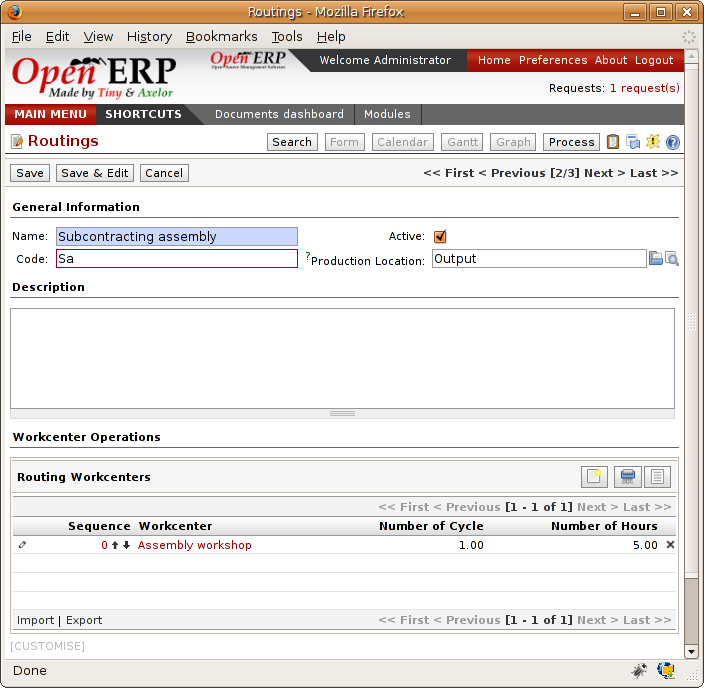 Routings - Mozilla Firefox
File Edit View History Bookmarks Tools Help
Open ERP
Made by Tiny & Axelor
Open ERP
Open Source Management Solution
Welcome Administrator
Home Preferences About Logout
Requests: 1 request(s)
MAIN MENU SHORTCUTS Documents dashboard Modules
Routings
Search Form Calendar Gantt Graph Process
Save Save & Edit Cancel
<< First < Previous [2/3] Next > Last >>
General Information
Name: Subcontracting assembly Active:
Code: Sa ?Production Location: Output
Description
Workcenter Operations
Routing Workcenters
<< First < Previous [1 - 1 of 1] Next > Last >>
Sequence Workcenter Number of Cycle Number of Hours
0 Assembly workshop 1.00 5.00
Import | Export << First < Previous [1 - 1 of 1] Next > Last >>
[CUSTOMISE]
Done